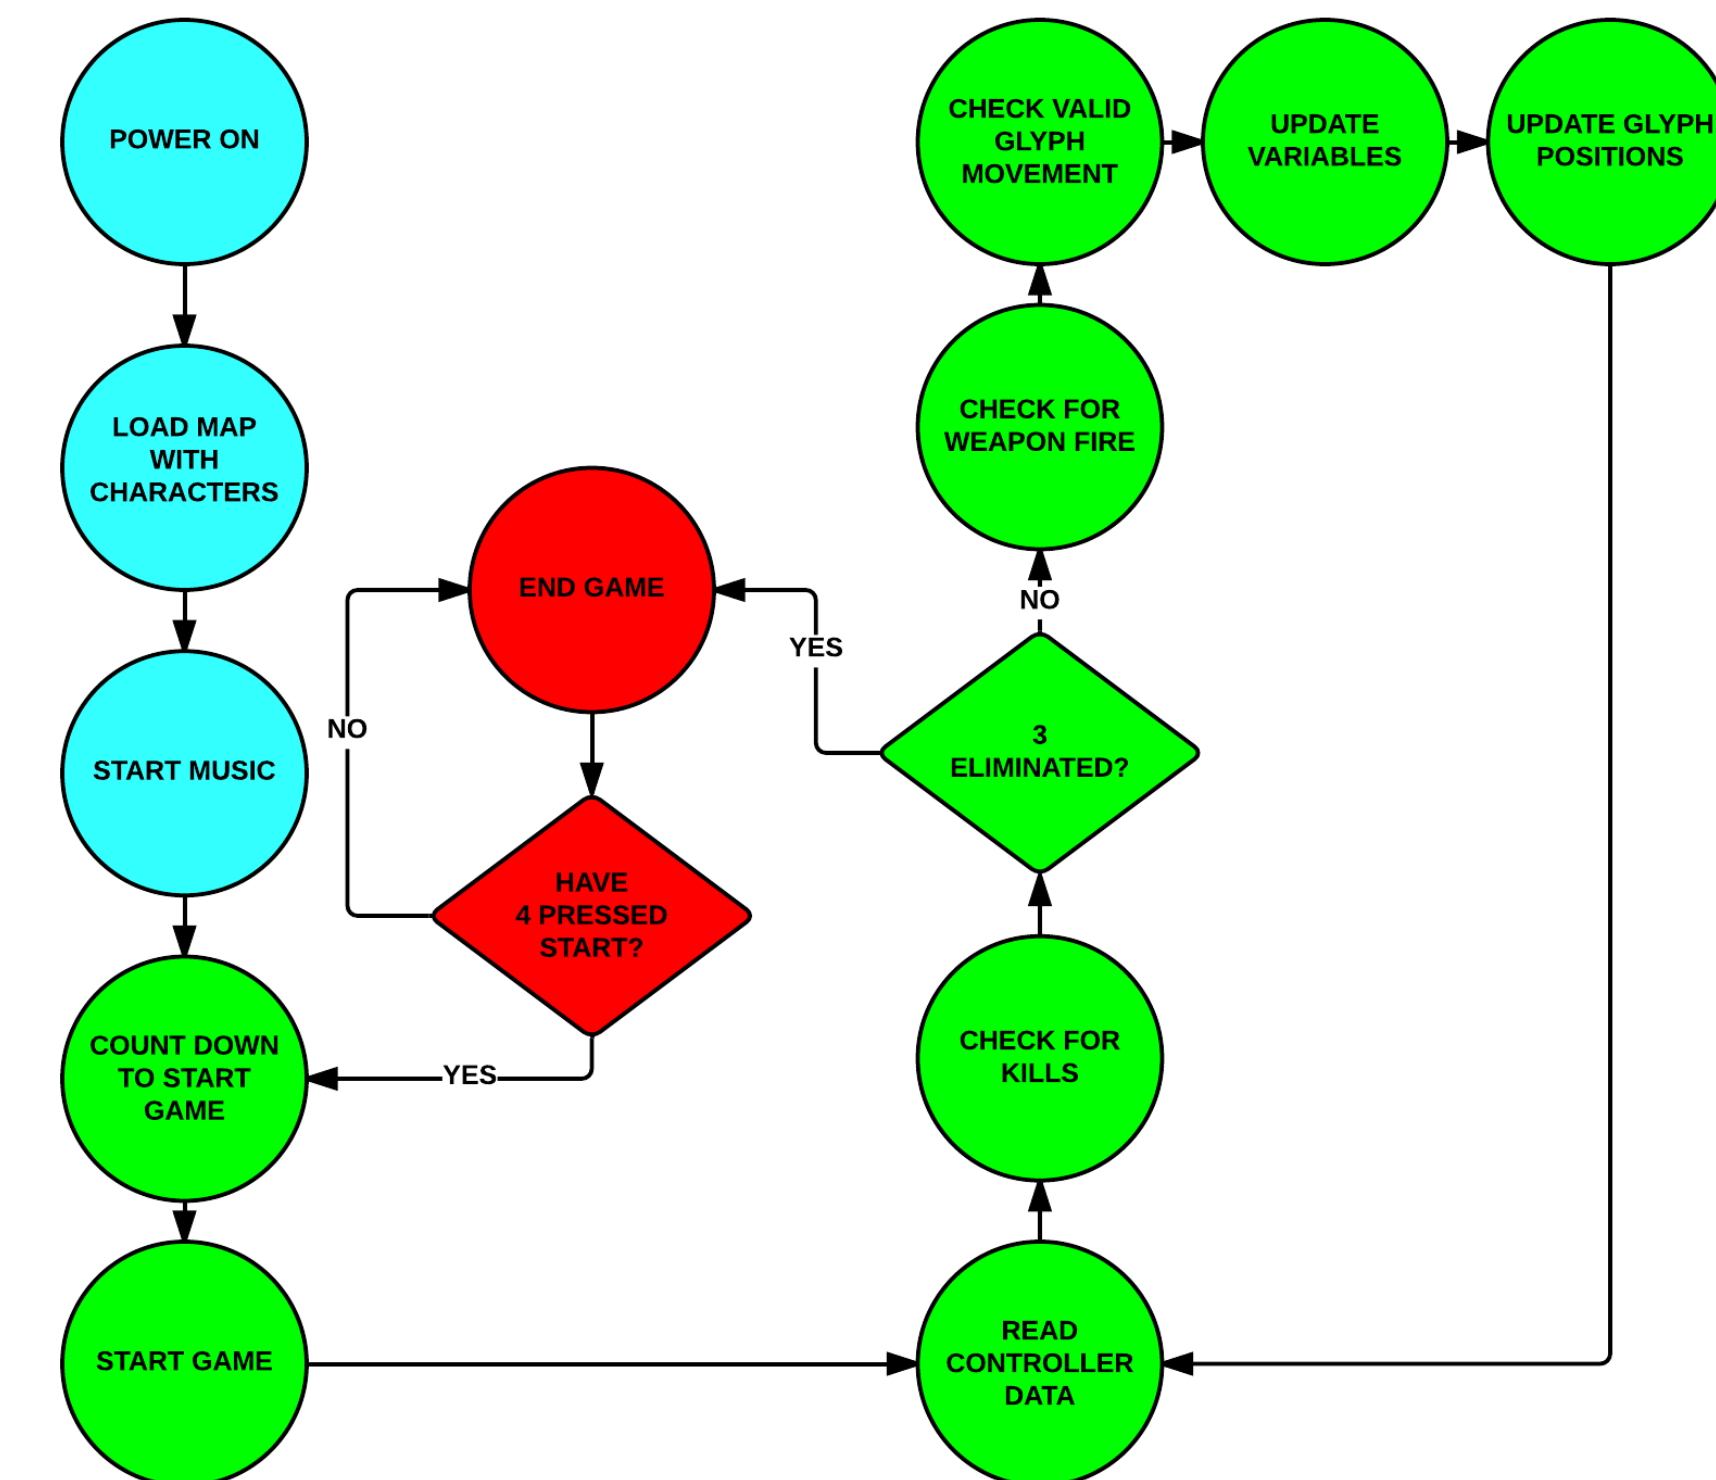 POWER ON
LOAD MAP
WITH
CHARACTERS
START MUSIC
COUNT DOWN
TO START
GAME
START GAME
END GAME
NO
HAVE
4 PRESSED
START?
YES
YES
CHECK VALID
GLYPH
MOVEMENT
UPDATE
VARIABLES
UPDATE GLYPH
POSITIONS
CHECK FOR
WEAPON FIRE
NO
3
ELIMINATED?
CHECK FOR
KILLS
READ
CONTROLLER
DATA